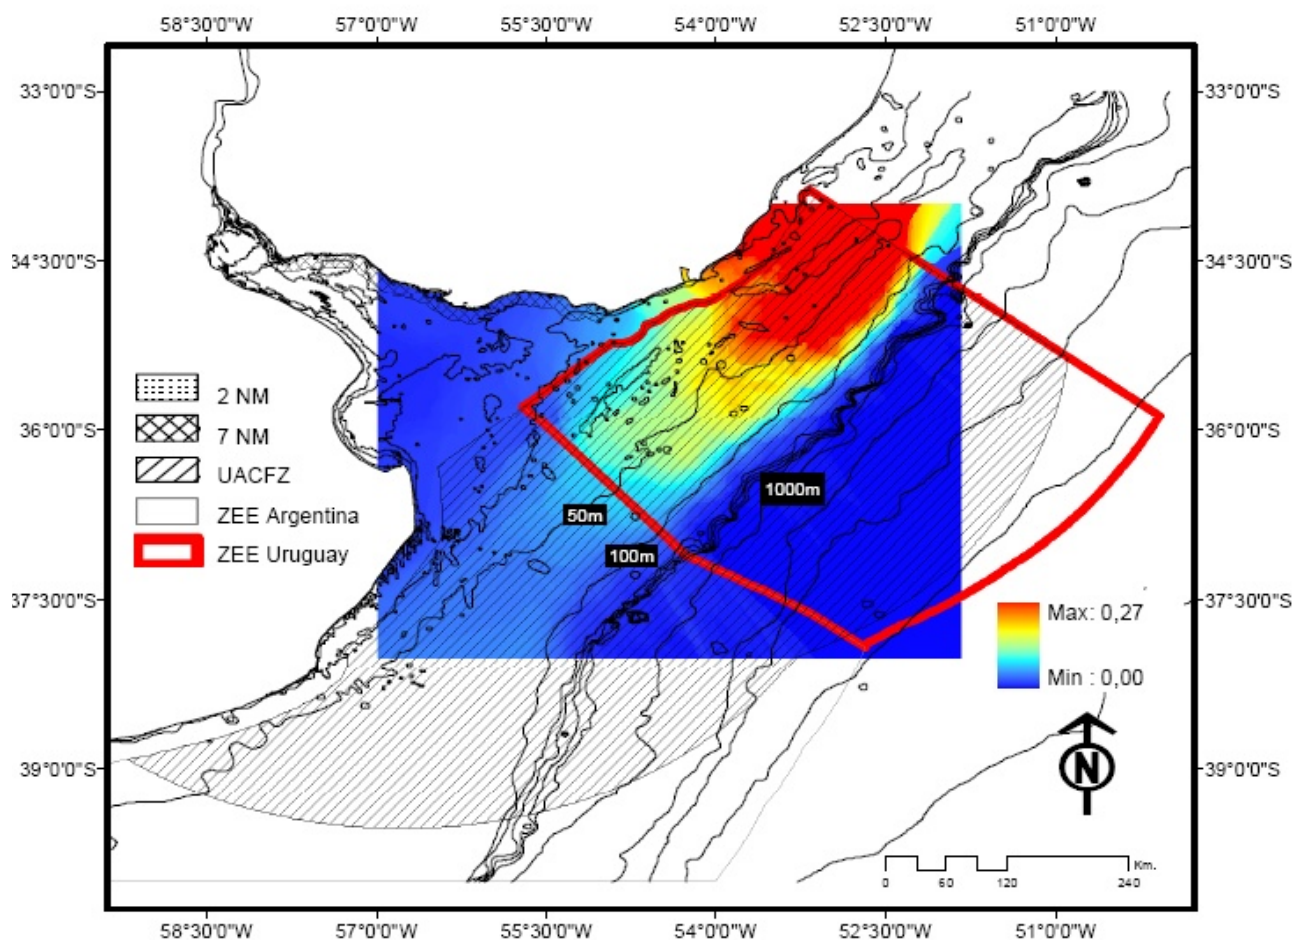 58°30'0"W 57°0'0"W 55°30'0"W 54°0'0"W 52°30'0"W 51°0'0"W
33°0'0"S 33°0'0"S
34°30'0"S 34°30'0"S
2 NM
36°0'0"S 36°0'0"S
7 NM
UACFZ
1000m
ZEE Argentina
50m
ZEE Uruguay
100m
37°30'0"S 37°30'0"S
Max: 0,27
Min : 0,00
39°0'0"S 39°0'0"S
N
Km.
0 60 120 240
58°30'0"W 57°0'0"W 55°30'0"W 54°0'0"W 52°30'0"W 51°0'0"W